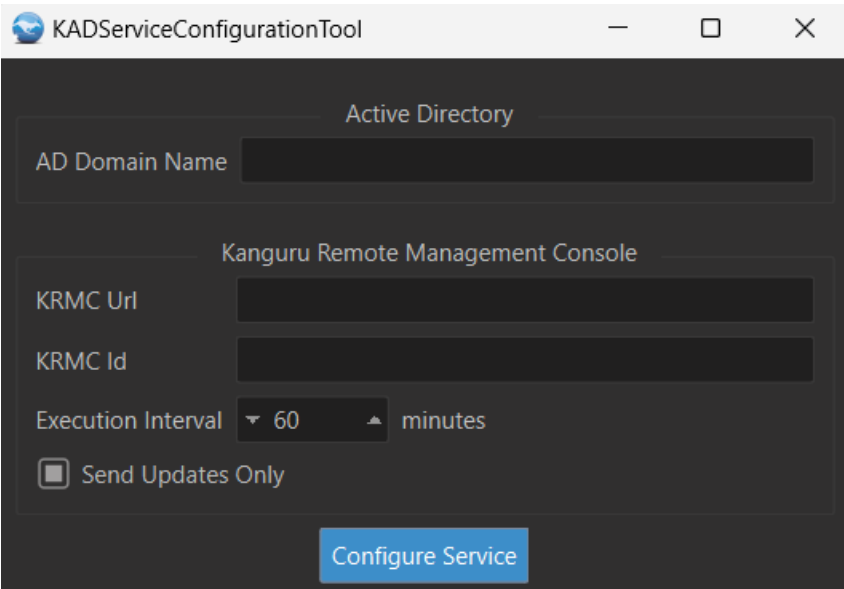 KADServiceConfigurationTool
Active Directory
AD Domain Name
Kanguru Remote Management Console
KRMC Url
KRMC Id
Execution Interval 60 minutes
Send Updates Only
Configure Service